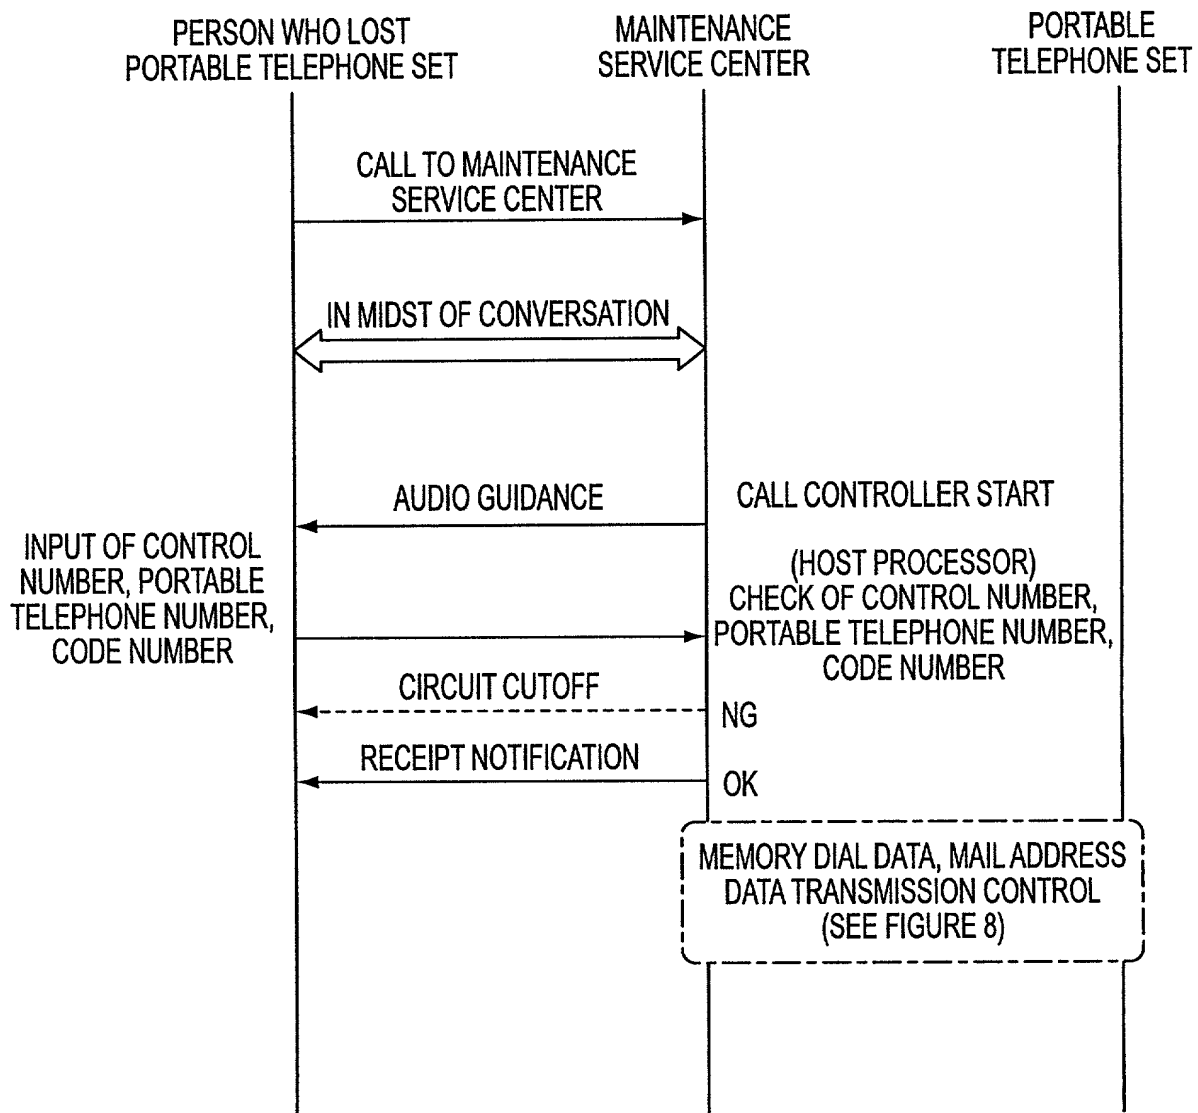 PERSON WHO LOST
PORTABLE TELEPHONE SET
MAINTENANCE
SERVICE CENTER
PORTABLE
TELEPHONE SET
CALL TO MAINTENANCE
SERVICE CENTER
IN MIDST OF CONVERSATION
AUDIO GUIDANCE
CALL CONTROLLER START
INPUT OF CONTROL
NUMBER, PORTABLE
TELEPHONE NUMBER,
CODE NUMBER
(HOST PROCESSOR)
CHECK OF CONTROL NUMBER,
PORTABLE TELEPHONE NUMBER,
CODE NUMBER
CIRCUIT CUTOFF
NG
RECEIPT NOTIFICATION
OK
MEMORY DIAL DATA, MAIL ADDRESS
DATA TRANSMISSION CONTROL
(SEE FIGURE 8)